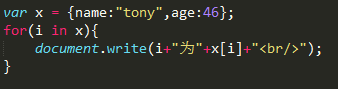 var x = {name:"tony",age:46};
for(i in x){
    document.write(i+"为"+x[i]+"<br/>");
}